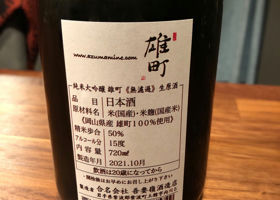 www.azumamine.com
雄町
純米大吟醸 雄町 《無濾過》 生原酒
品目 日本酒
原材料名 米(国産)・米麹(国産米)
《岡山県産 雄町100%使用》
精米歩合 50%
アルコール分 15度
内容量 720㎖
製造年月 2021.10月
飲酒は20歳になってから
製造者 合名会社 吾妻嶺酒造店